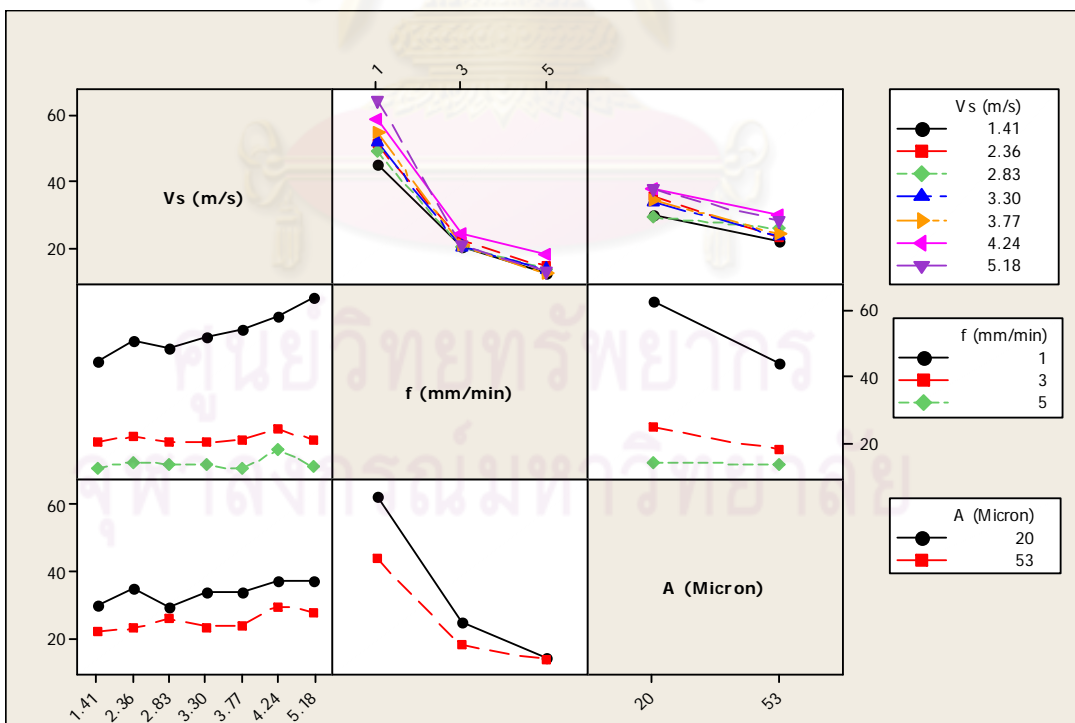 1 3 5
60
40
20
Vs (m/s)
Vs (m/s)
1.41
2.36
2.83
3.30
3.77
4.24
5.18
f (mm/min)
60
40
20
f (mm/min)
1
3
5
ศูนย์วิทยทรัพยากร
จุฬาลงกรณ์มหาวิทยาลัย
60
40
20
A (Micron)
A (Micron)
20
53
1.41 2.36 2.83 3.30 3.77 4.24 5.18
20 53